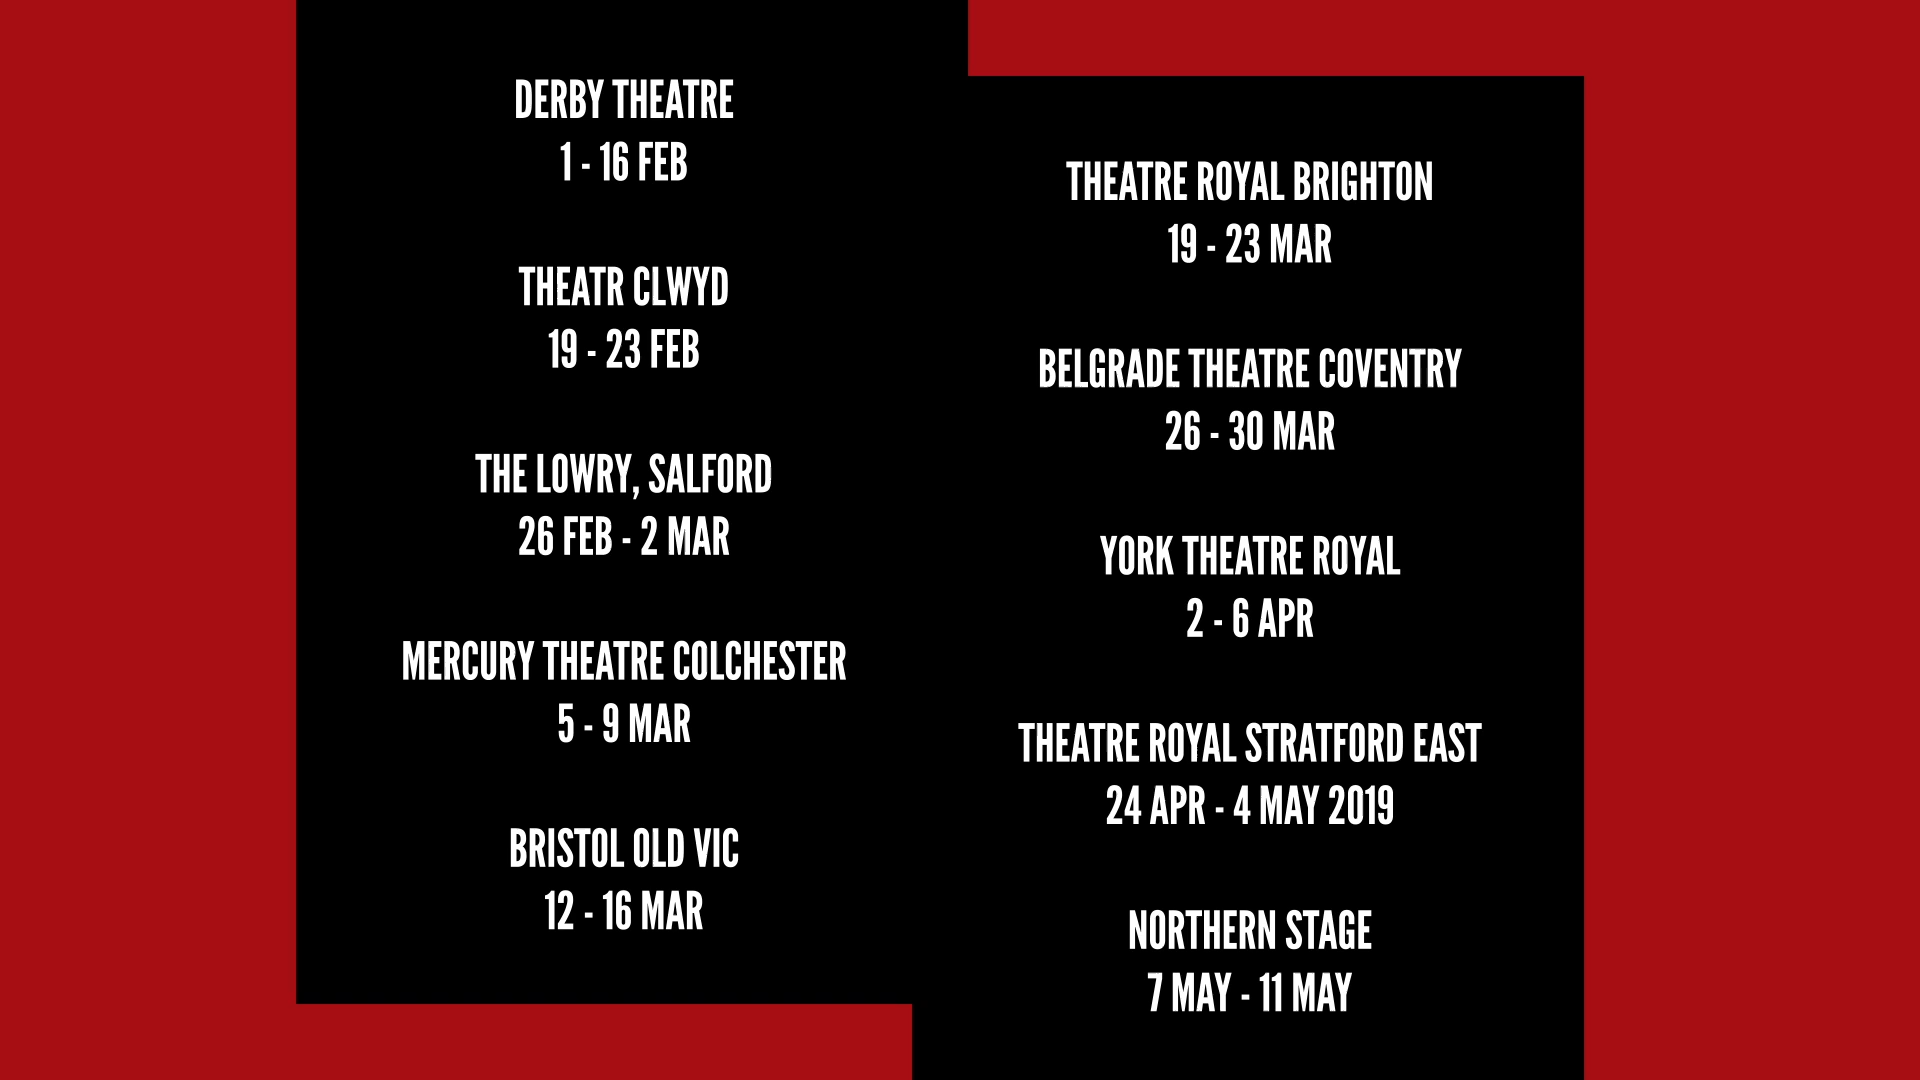 DERBY THEATRE
1 - 16 FEB
THEATR CLWYD
19 - 23 FEB
THE LOWRY, SALFORD
26 FEB - 2 MAR
MERCURY THEATRE COLCHESTER
5 - 9 MAR
BRISTOL OLD VIC
12 - 16 MAR
THEATRE ROYAL BRIGHTON
19 - 23 MAR
BELGRADE THEATRE COVENTRY
26 - 30 MAR
YORK THEATRE ROYAL
2 - 6 APR
THEATRE ROYAL STRATFORD EAST
24 APR - 4 MAY 2019
NORTHERN STAGE
7 MAY - 11 MAY